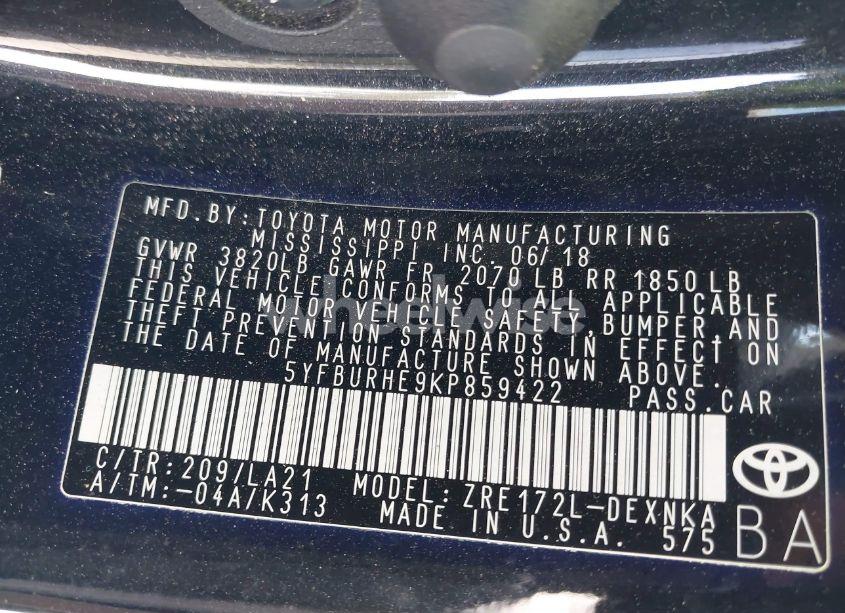 MFD.BY:TOYOTA MOTOR MANUFACTURING
MISSISSIPPI INC. 06/18
GVWR 3820LB GAWR FR 2070 LB RR 1850 LB
THIS VEHICLE CONFORMS TO ALL APPLICABLE
FEDERAL MOTOR VEHICLE SAFETY,BUMPER,AND
THEFT PREVENTION STANDARDS IN EFFECT ON
THE DATE OF MANUFACTURE SHOWN ABOVE.
5YFBURHE9KP859422 PASS.CAR
C/TR:209/LA21 MODEL:ZRE172L-DEXNKA
A/TM:-04A/K313 MADE IN U.S.A. 575 BA
wheelwise